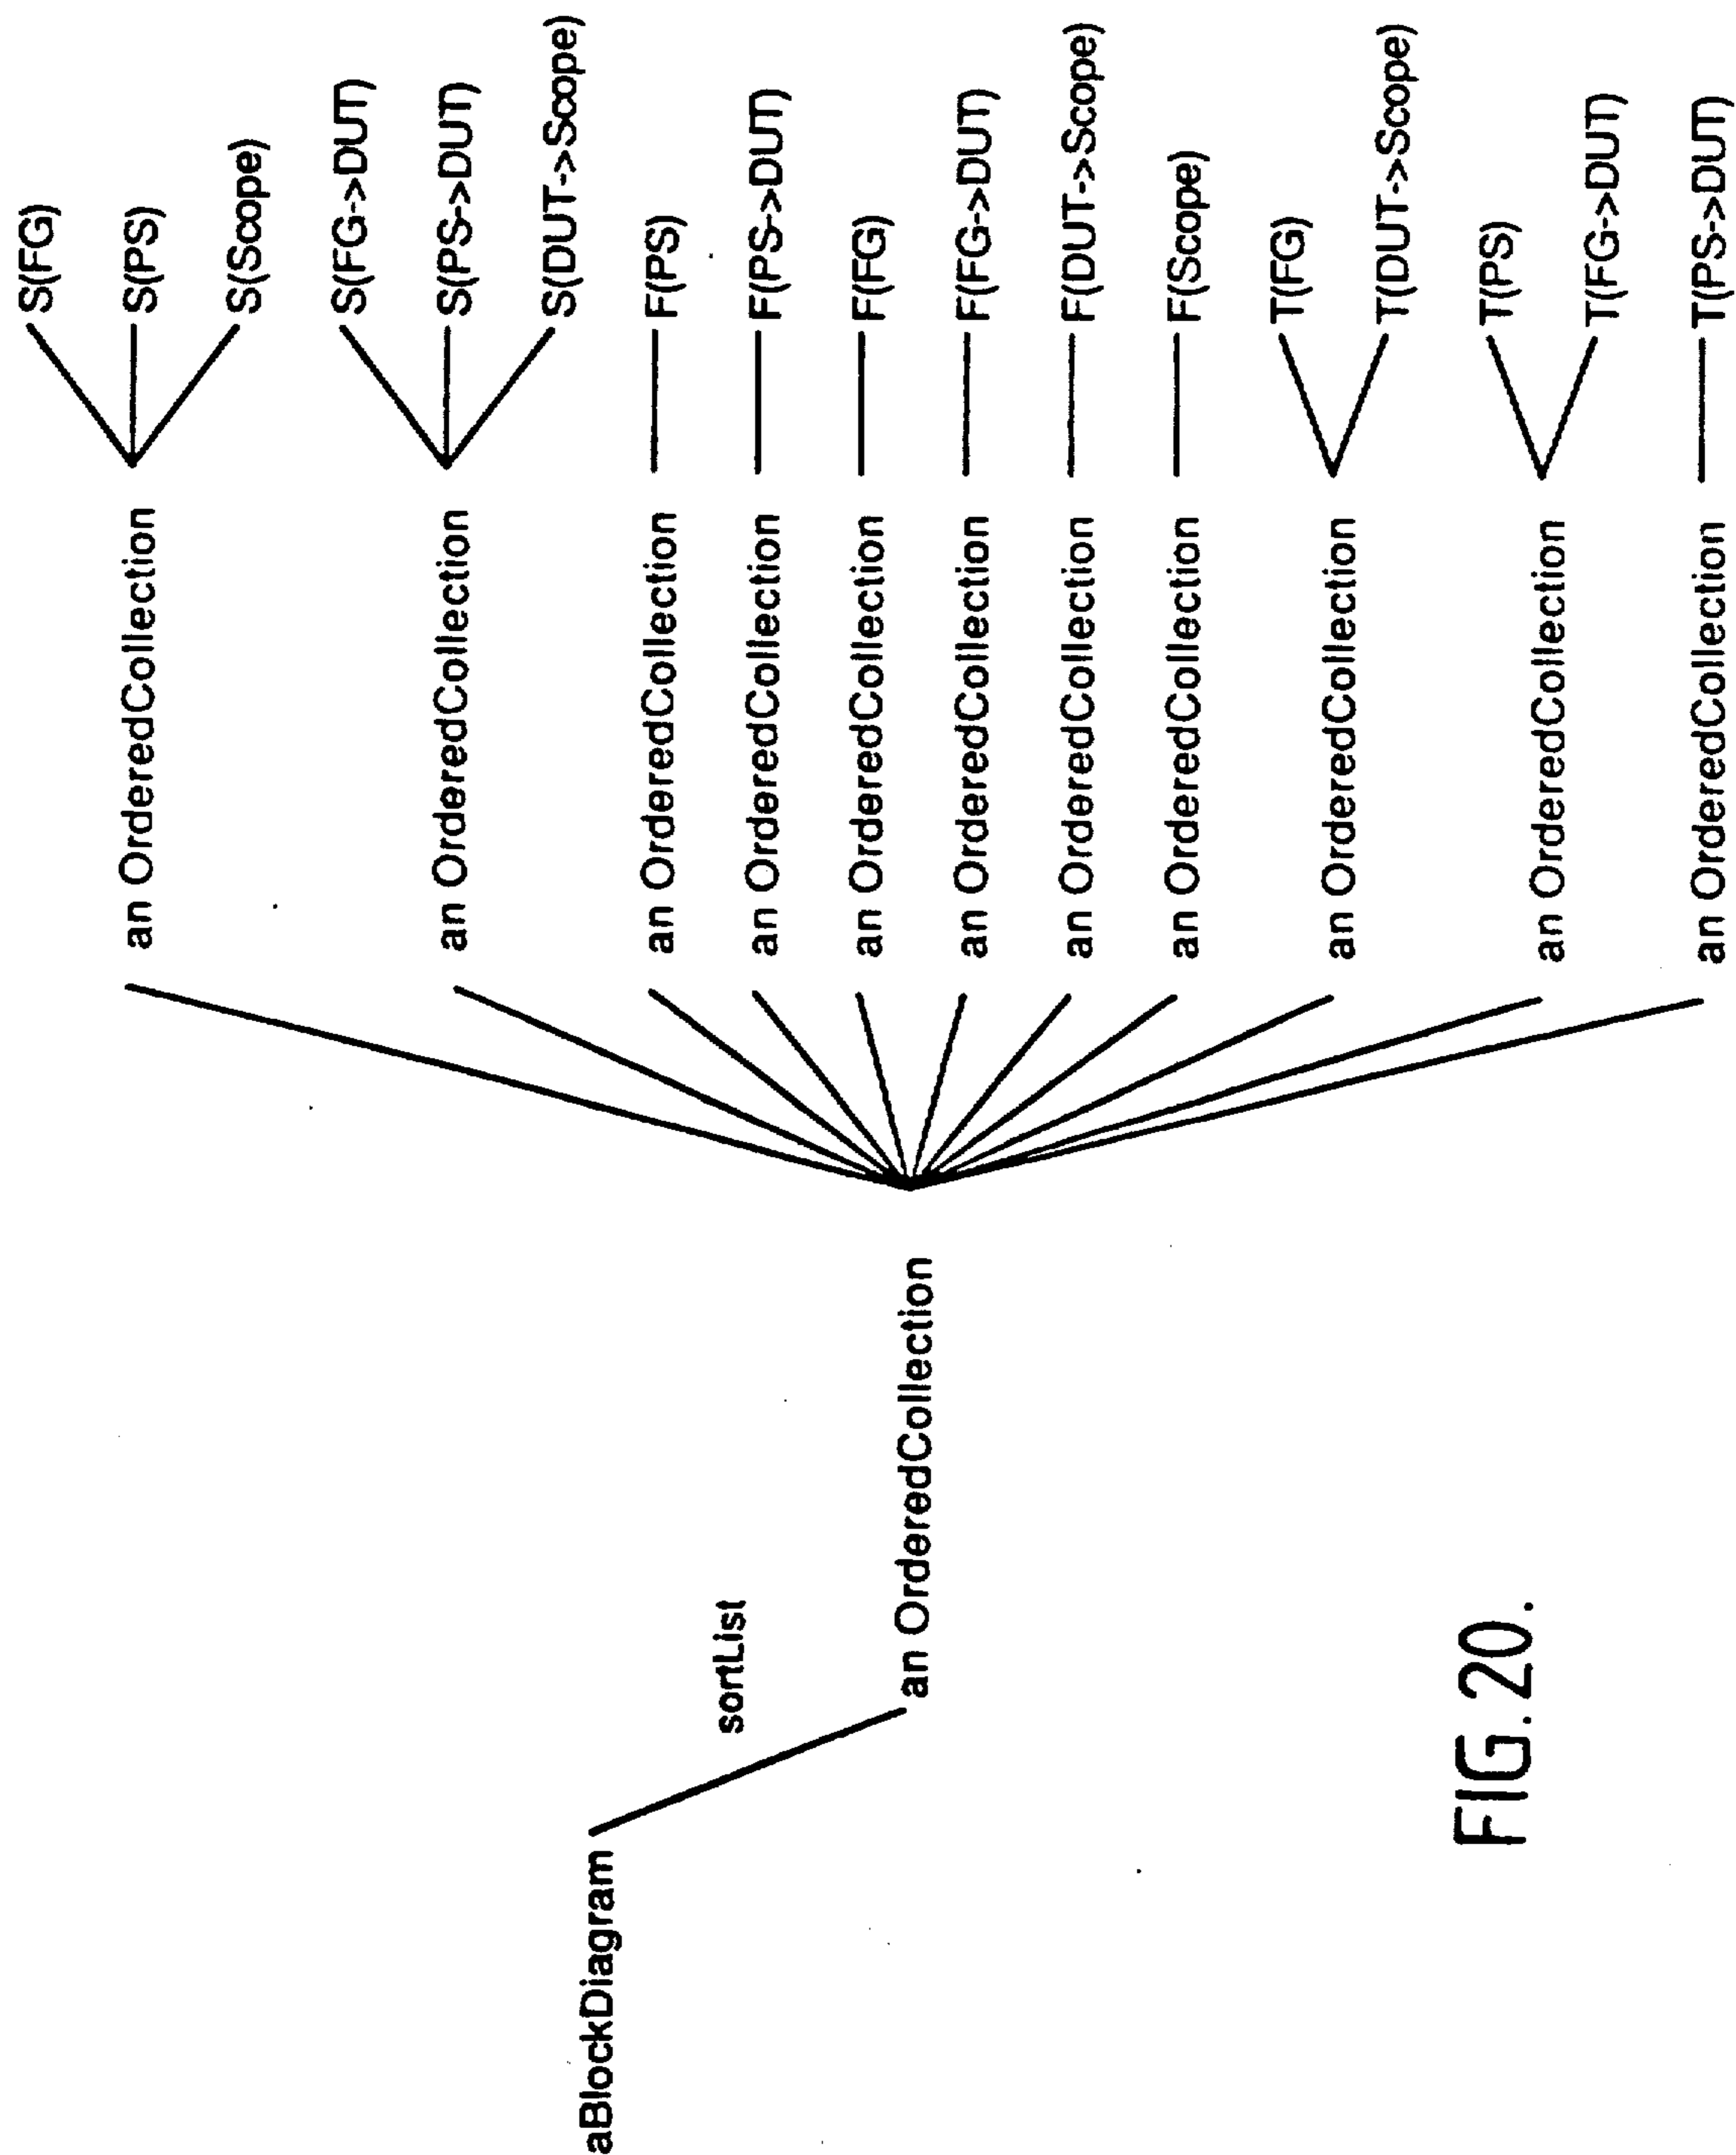 aBlockDiagram
sortList
an OrderedCollection
an OrderedCollection
S(FG)
S(PS)
S(Scope)
an OrderedCollection
S(FG->DUT)
S(PS->DUT)
S(DUT->Scope)
an OrderedCollection
F(PS)
an OrderedCollection
F(PS->DUT)
an OrderedCollection
F(FG)
an OrderedCollection
F(FG->DUT)
an OrderedCollection
F(DUT->Scope)
an OrderedCollection
F(Scope)
an OrderedCollection
T(FG)
T(DUT->Scope)
an OrderedCollection
T(PS)
T(FG->DUT)
an OrderedCollection
T(PS->DUT)
FIG.20.